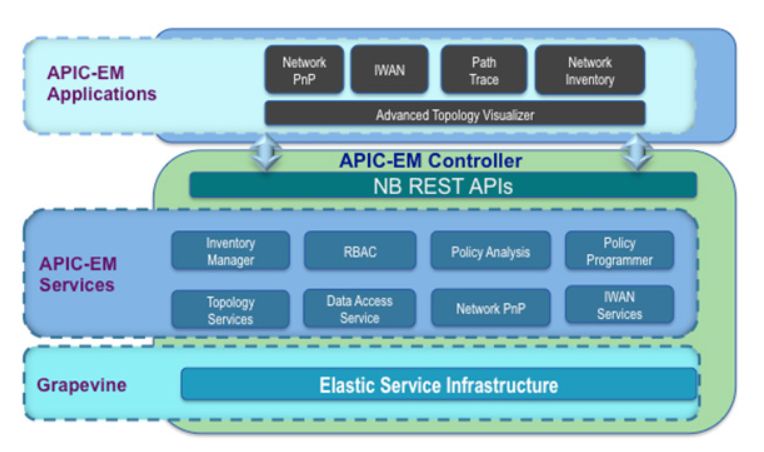 APIC-EM
Applications
Network
PnP
IWAN
Path
Trace
Network
Inventory
Advanced Topology Visualizer
APIC-EM Controller
NB REST APIs
APIC-EM
Services
Inventory
Manager
RBAC
Policy Analysis
Policy
Programmer
Topology
Services
Data Access
Service
Network PnP
IWAN
Services
Grapevine
Elastic Service Infrastructure